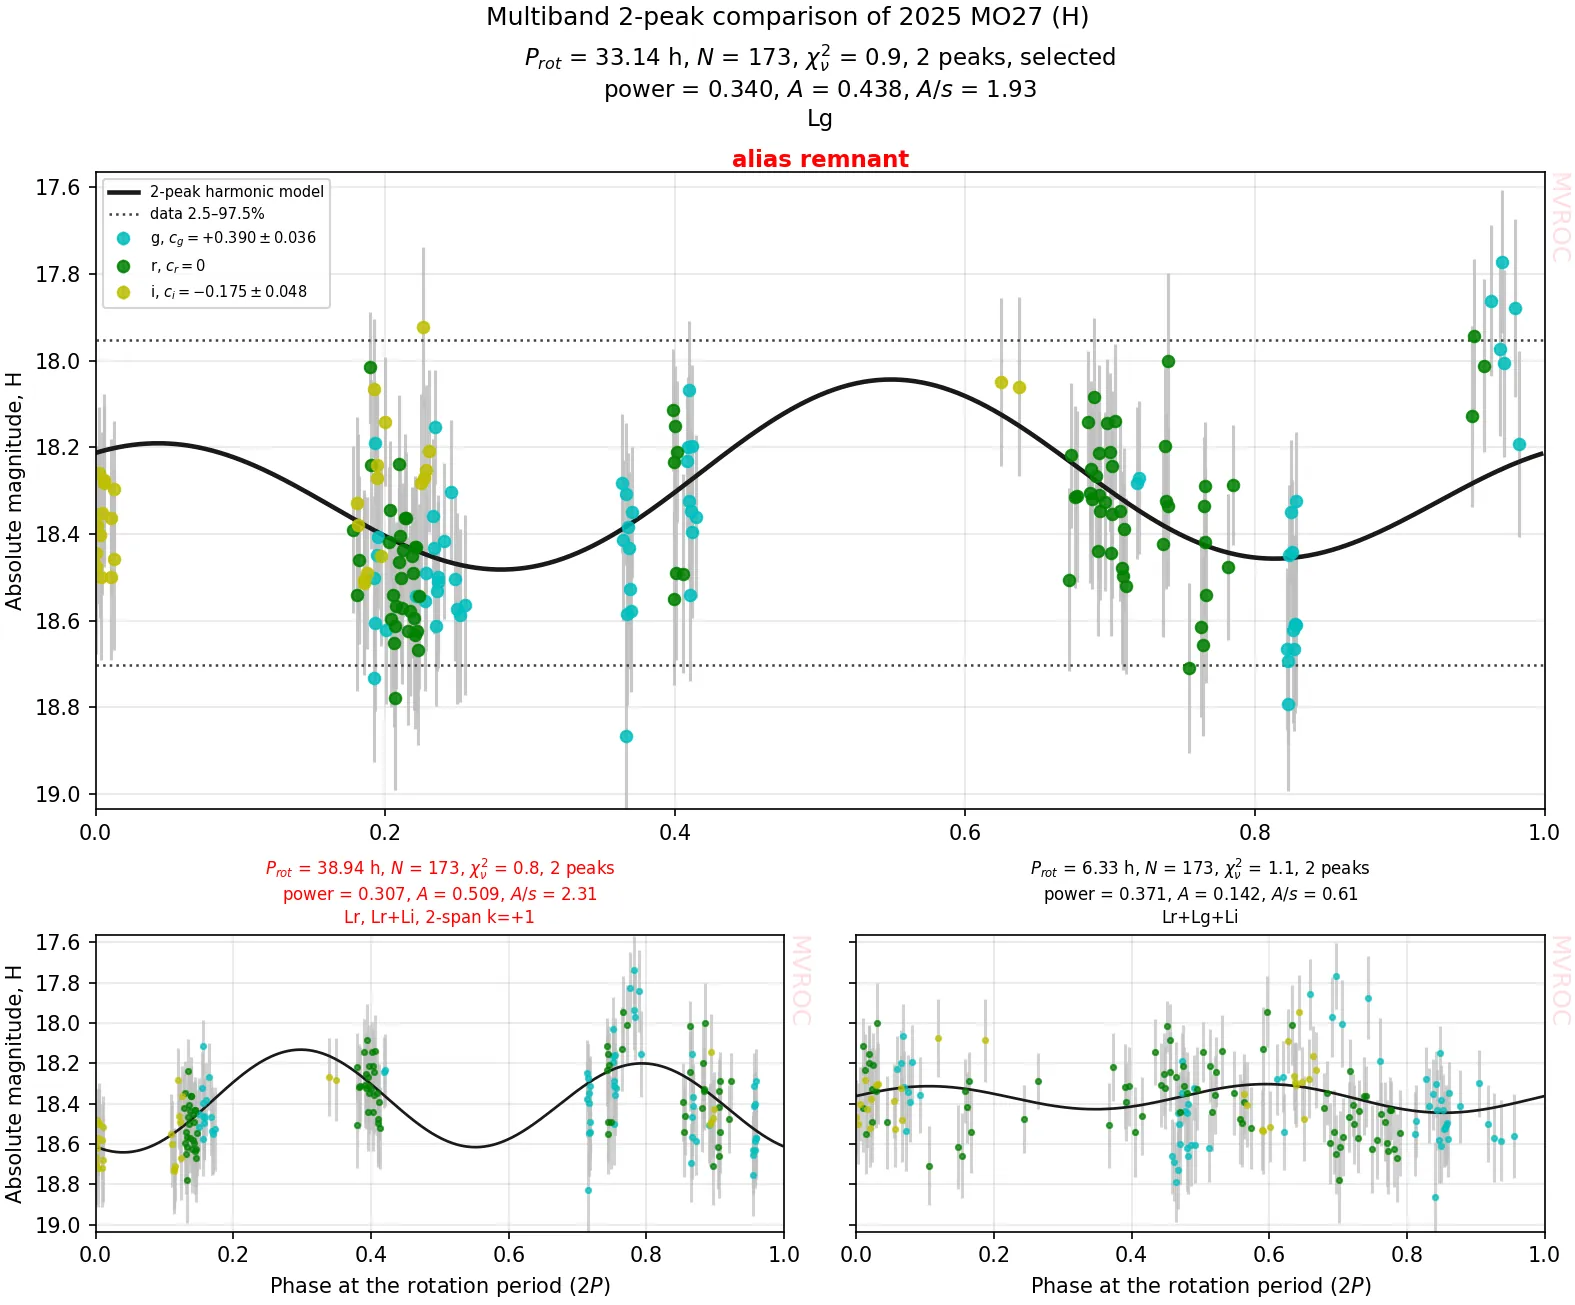 Multiband 2-peak comparison of 2025 MO27 (H)
P_rot = 33.14 h, N = 173, χ²_ν = 0.9, 2 peaks, selected
power = 0.340, A = 0.438, A/s = 1.93
Lg
alias remnant
2-peak harmonic model
data 2.5–97.5%
g, c_g = +0.390 ± 0.036
r, c_r = 0
i, c_i = −0.175 ± 0.048
MVROC
Absolute magnitude, H
17.6
17.8
18.0
18.2
18.4
18.6
18.8
19.0
0.0 0.2 0.4 0.6 0.8 1.0
P_rot = 38.94 h, N = 173, χ²_ν = 0.8, 2 peaks
power = 0.307, A = 0.509, A/s = 2.31
Lr, Lr+Li, 2-span k=+1
MVROC
Absolute magnitude, H
17.6
17.8
18.0
18.2
18.4
18.6
18.8
19.0
0.0 0.2 0.4 0.6 0.8 1.0
Phase at the rotation period (2P)
P_rot = 6.33 h, N = 173, χ²_ν = 1.1, 2 peaks
power = 0.371, A = 0.142, A/s = 0.61
Lr+Lg+Li
MVROC
0.0 0.2 0.4 0.6 0.8 1.0
Phase at the rotation period (2P)